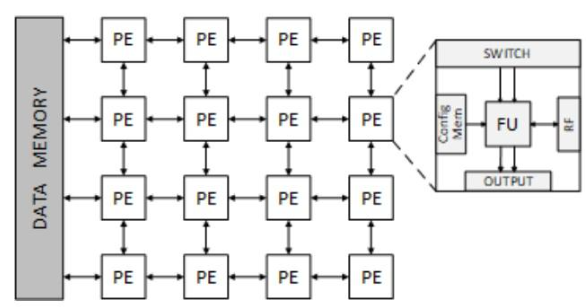 DATA MEMORY
PE PE PE PE
PE PE PE PE
PE PE PE PE
PE PE PE PE
SWITCH
Config
Mem
FU
RF
OUTPUT